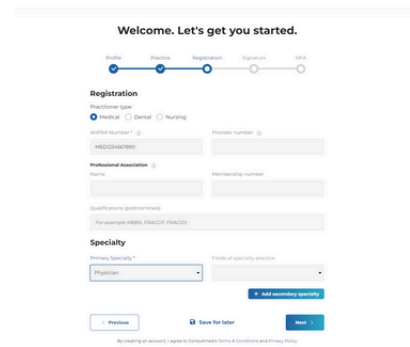 Welcome. Let's get you started.
Profile Practice Registration Signature MFA
Registration
Practitioner type:
Medical Dental Nursing
AHPRA Number * Provider number
MED1234567890
Professional Association
Name Membership number
Qualifications (postnominals)
For example MBBS, FRACGP, FRACDS
Specialty
Primary Specialty * Fields of specialty practice
Physician
+ Add secondary specialty
< Previous Save for later Next >
By creating an account, I agree to Consultmed's Terms & Conditions and Privacy Policy